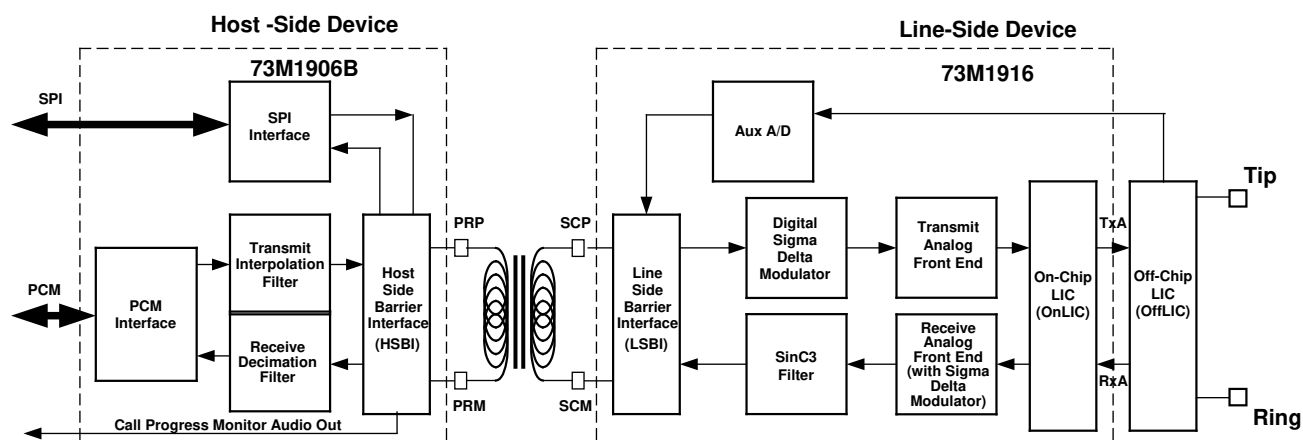 Host -Side Device
Line-Side Device
73M1906B
73M1916
SPI
SPI
Interface
Aux A/D
Tip
PRP
SCP
TxA
Transmit
Interpolation
Filter
Host
Side
Barrier
Interface
(HSBI)
Line
Side
Barrier
Interface
(LSBI)
Digital
Sigma
Delta
Modulator
Transmit
Analog
Front End
On-Chip
LIC
(OnLIC)
Off-Chip
LIC
(OffLIC)
PCM
PCM
Interface
Receive
Decimation
Filter
SinC3
Filter
Receive
Analog
Front End
(with Sigma
Delta
Modulator)
RxA
PRM
SCM
Ring
Call Progress Monitor Audio Out